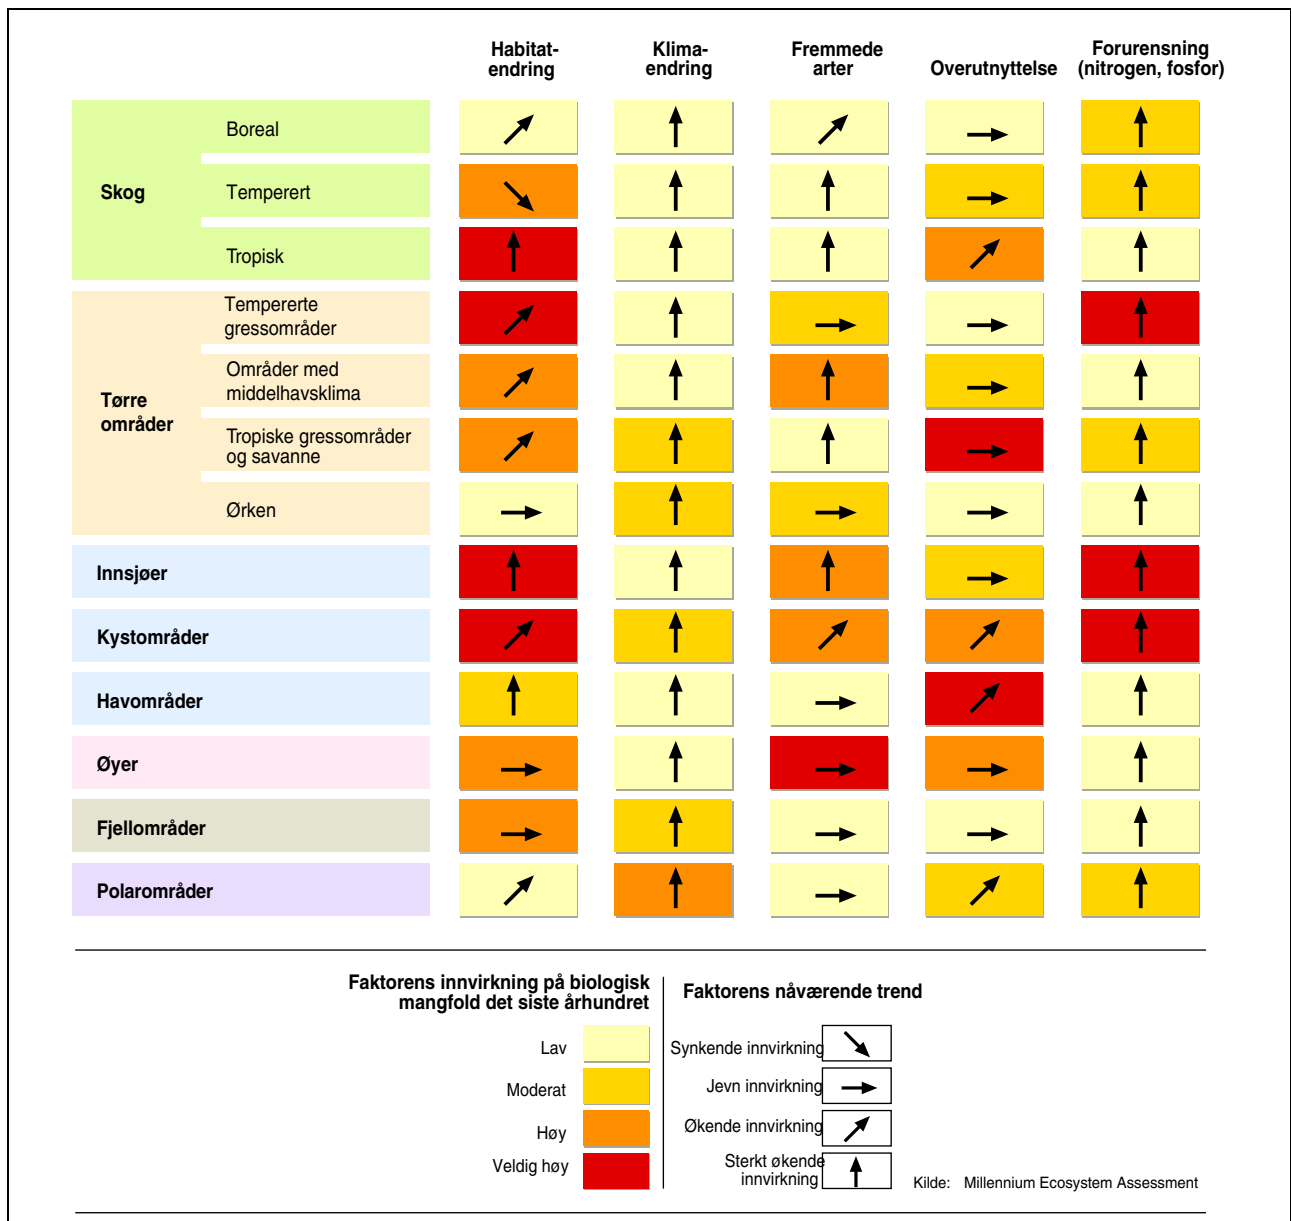 Habitat-
endring
Klima-
endring
Fremmede
arter
Overutnyttelse
Forurensning
(nitrogen, fosfor)
Skog
Boreal
Temperert
Tropisk
Tørre
områder
Tempererte
gressområder
Områder med
middelhavsklima
Tropiske gressområder
og savanne
Ørken
Innsjøer
Kystområder
Havområder
Øyer
Fjellområder
Polarområder
Faktorens innvirkning på biologisk
mangfold det siste århundret
Lav
Moderat
Høy
Veldig høy
Faktorens nåværende trend
Synkende innvirkning
Jevn innvirkning
Økende innvirkning
Sterkt økende
innvirkning
Kilde: Millennium Ecosystem Assessment